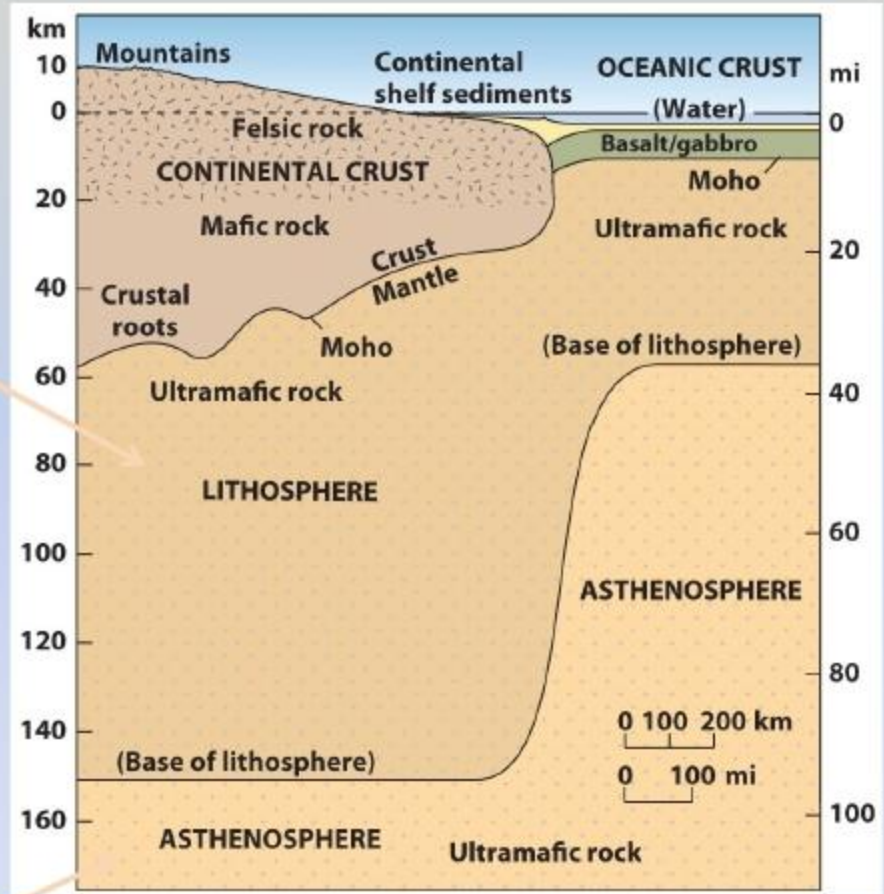 km
10
0
20
40
60
80
100
120
140
160
Mountains
Continental
shelf sediments
OCEANIC CRUST
(Water)
Felsic rock
Basalt/gabbro
CONTINENTAL CRUST
Moho
Mafic rock
Ultramafic rock
Crust
Mantle
Crustal
roots
Moho
(Base of lithosphere)
Ultramafic rock
LITHOSPHERE
ASTHENOSPHERE
0 100 200 km
0 100 mi
(Base of lithosphere)
ASTHENOSPHERE
Ultramafic rock
mi
0
20
40
60
80
100